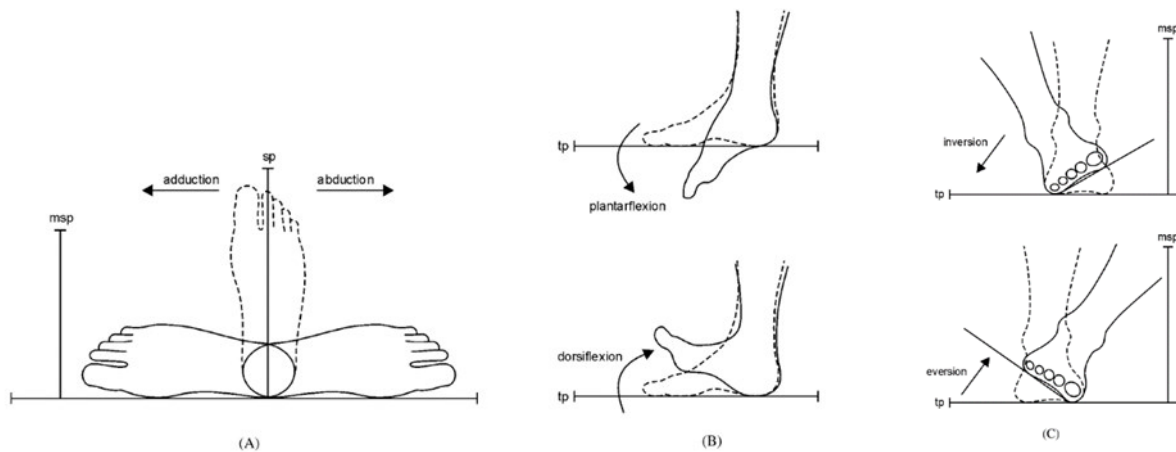 sp
adduction
abduction
msp
(A)
tp
plantarflexion
dorsiflexion
tp
(B)
msp
inversion
tp
msp
eversion
tp
(C)